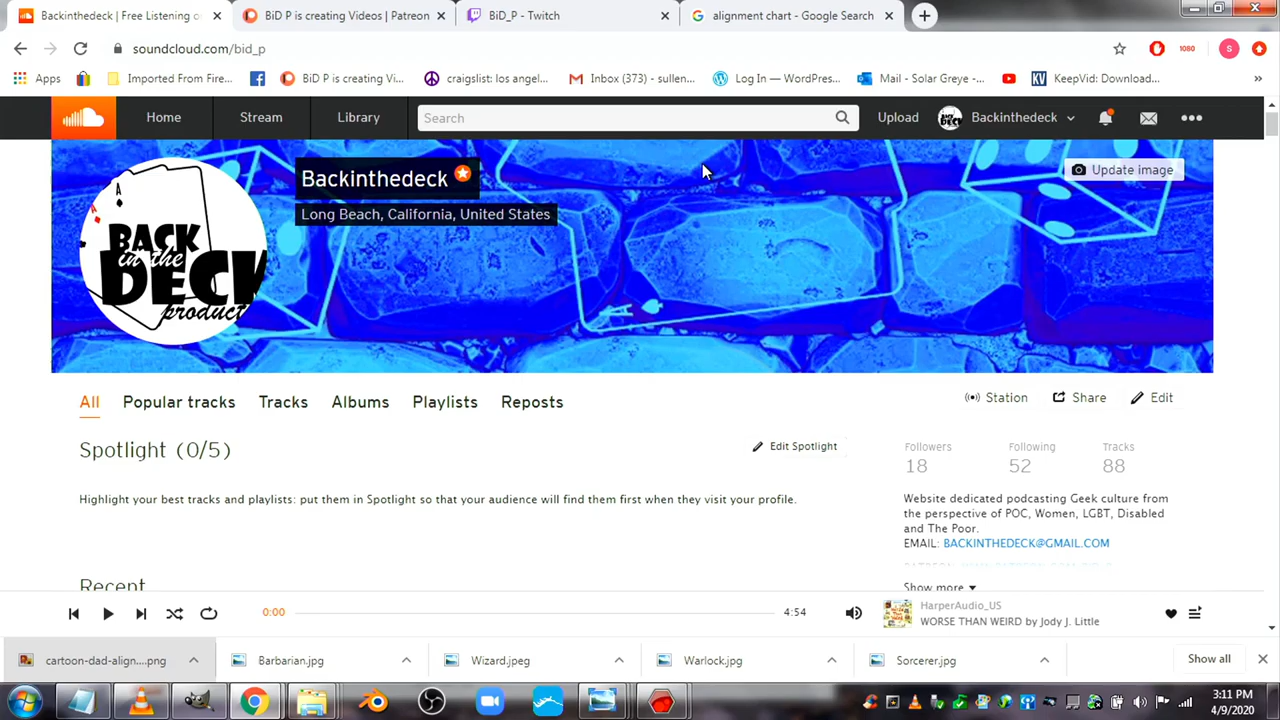 Backinthedeck | Free Listening o
BiD P is creating Videos | Patreon
BiD_P - Twitch
alignment chart - Google Search
soundcloud.com/bid_p
1080
S
Apps
Imported From Fire...
BiD P is creating Vi...
craigslist: los angel...
Inbox (373) - sullen...
Log In — WordPres...
Mail - Solar Greye -...
KV
KeepVid: Download...
»
Home
Stream
Library
Search
Upload
Backinthedeck
Backinthedeck
Long Beach, California, United States
Update image
A
BACK
in the
DECK
product
All
Popular tracks
Tracks
Albums
Playlists
Reposts
Station
Share
Edit
Spotlight (0/5)
Edit Spotlight
Highlight your best tracks and playlists: put them in Spotlight so that your audience will find them first when they visit your profile.
Followers
18
Following
52
Tracks
88
Website dedicated podcasting Geek culture from
the perspective of POC, Women, LGBT, Disabled
and The Poor.
EMAIL: BACKINTHEDECK@GMAIL.COM
Show more
Recent
0:00
4:54
HarperAudio_US
WORSE THAN WEIRD by Jody J. Little
cartoon-dad-align....png
Barbarian.jpg
Wizard.jpeg
Warlock.jpg
Sorcerer.jpg
Show all
3:11 PM
4/9/2020